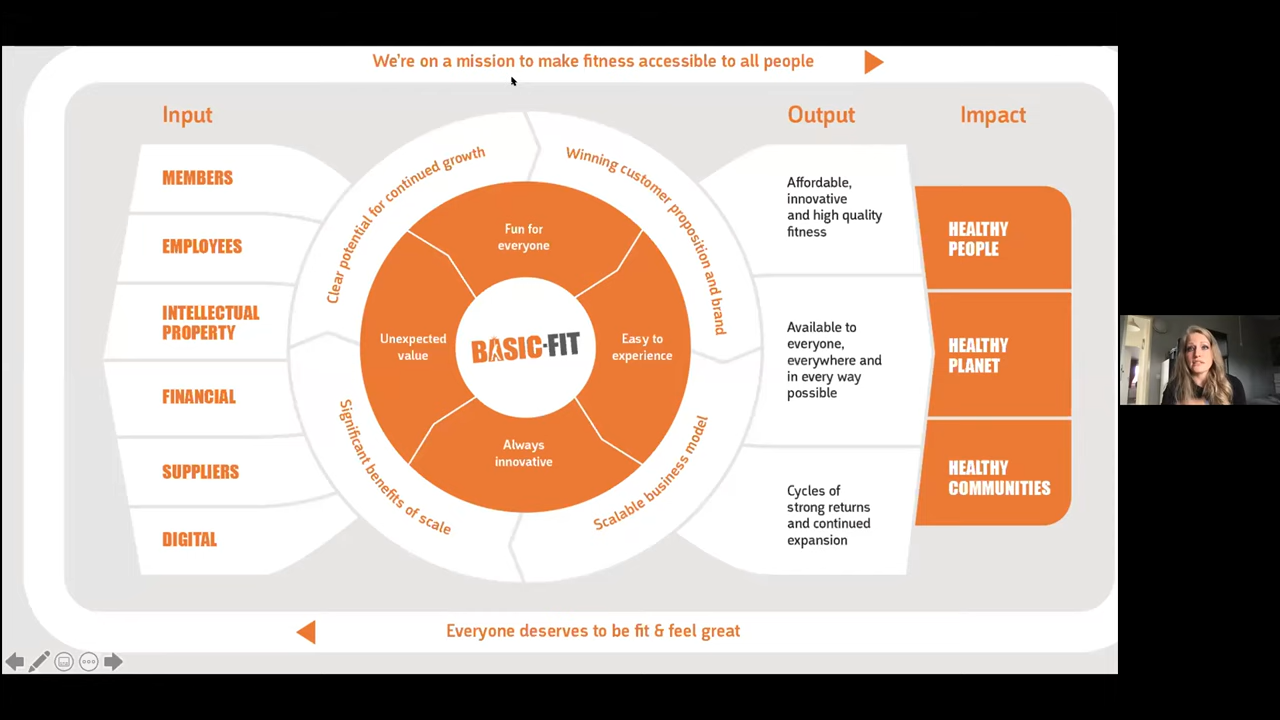 We're on a mission to make fitness accessible to all people
Input
Output
Impact
MEMBERS
EMPLOYEES
INTELLECTUAL
PROPERTY
FINANCIAL
SUPPLIERS
DIGITAL
Clear potential for continued growth
Winning customer proposition and brand
Scalable business model
Significant benefits of scale
Fun for
everyone
Easy to
experience
Always
innovative
Unexpected
value
BASIC-FIT
Affordable,
innovative
and high quality
fitness
Available to
everyone,
everywhere and
in every way
possible
Cycles of
strong returns
and continued
expansion
HEALTHY
PEOPLE
HEALTHY
PLANET
HEALTHY
COMMUNITIES
Everyone deserves to be fit & feel great